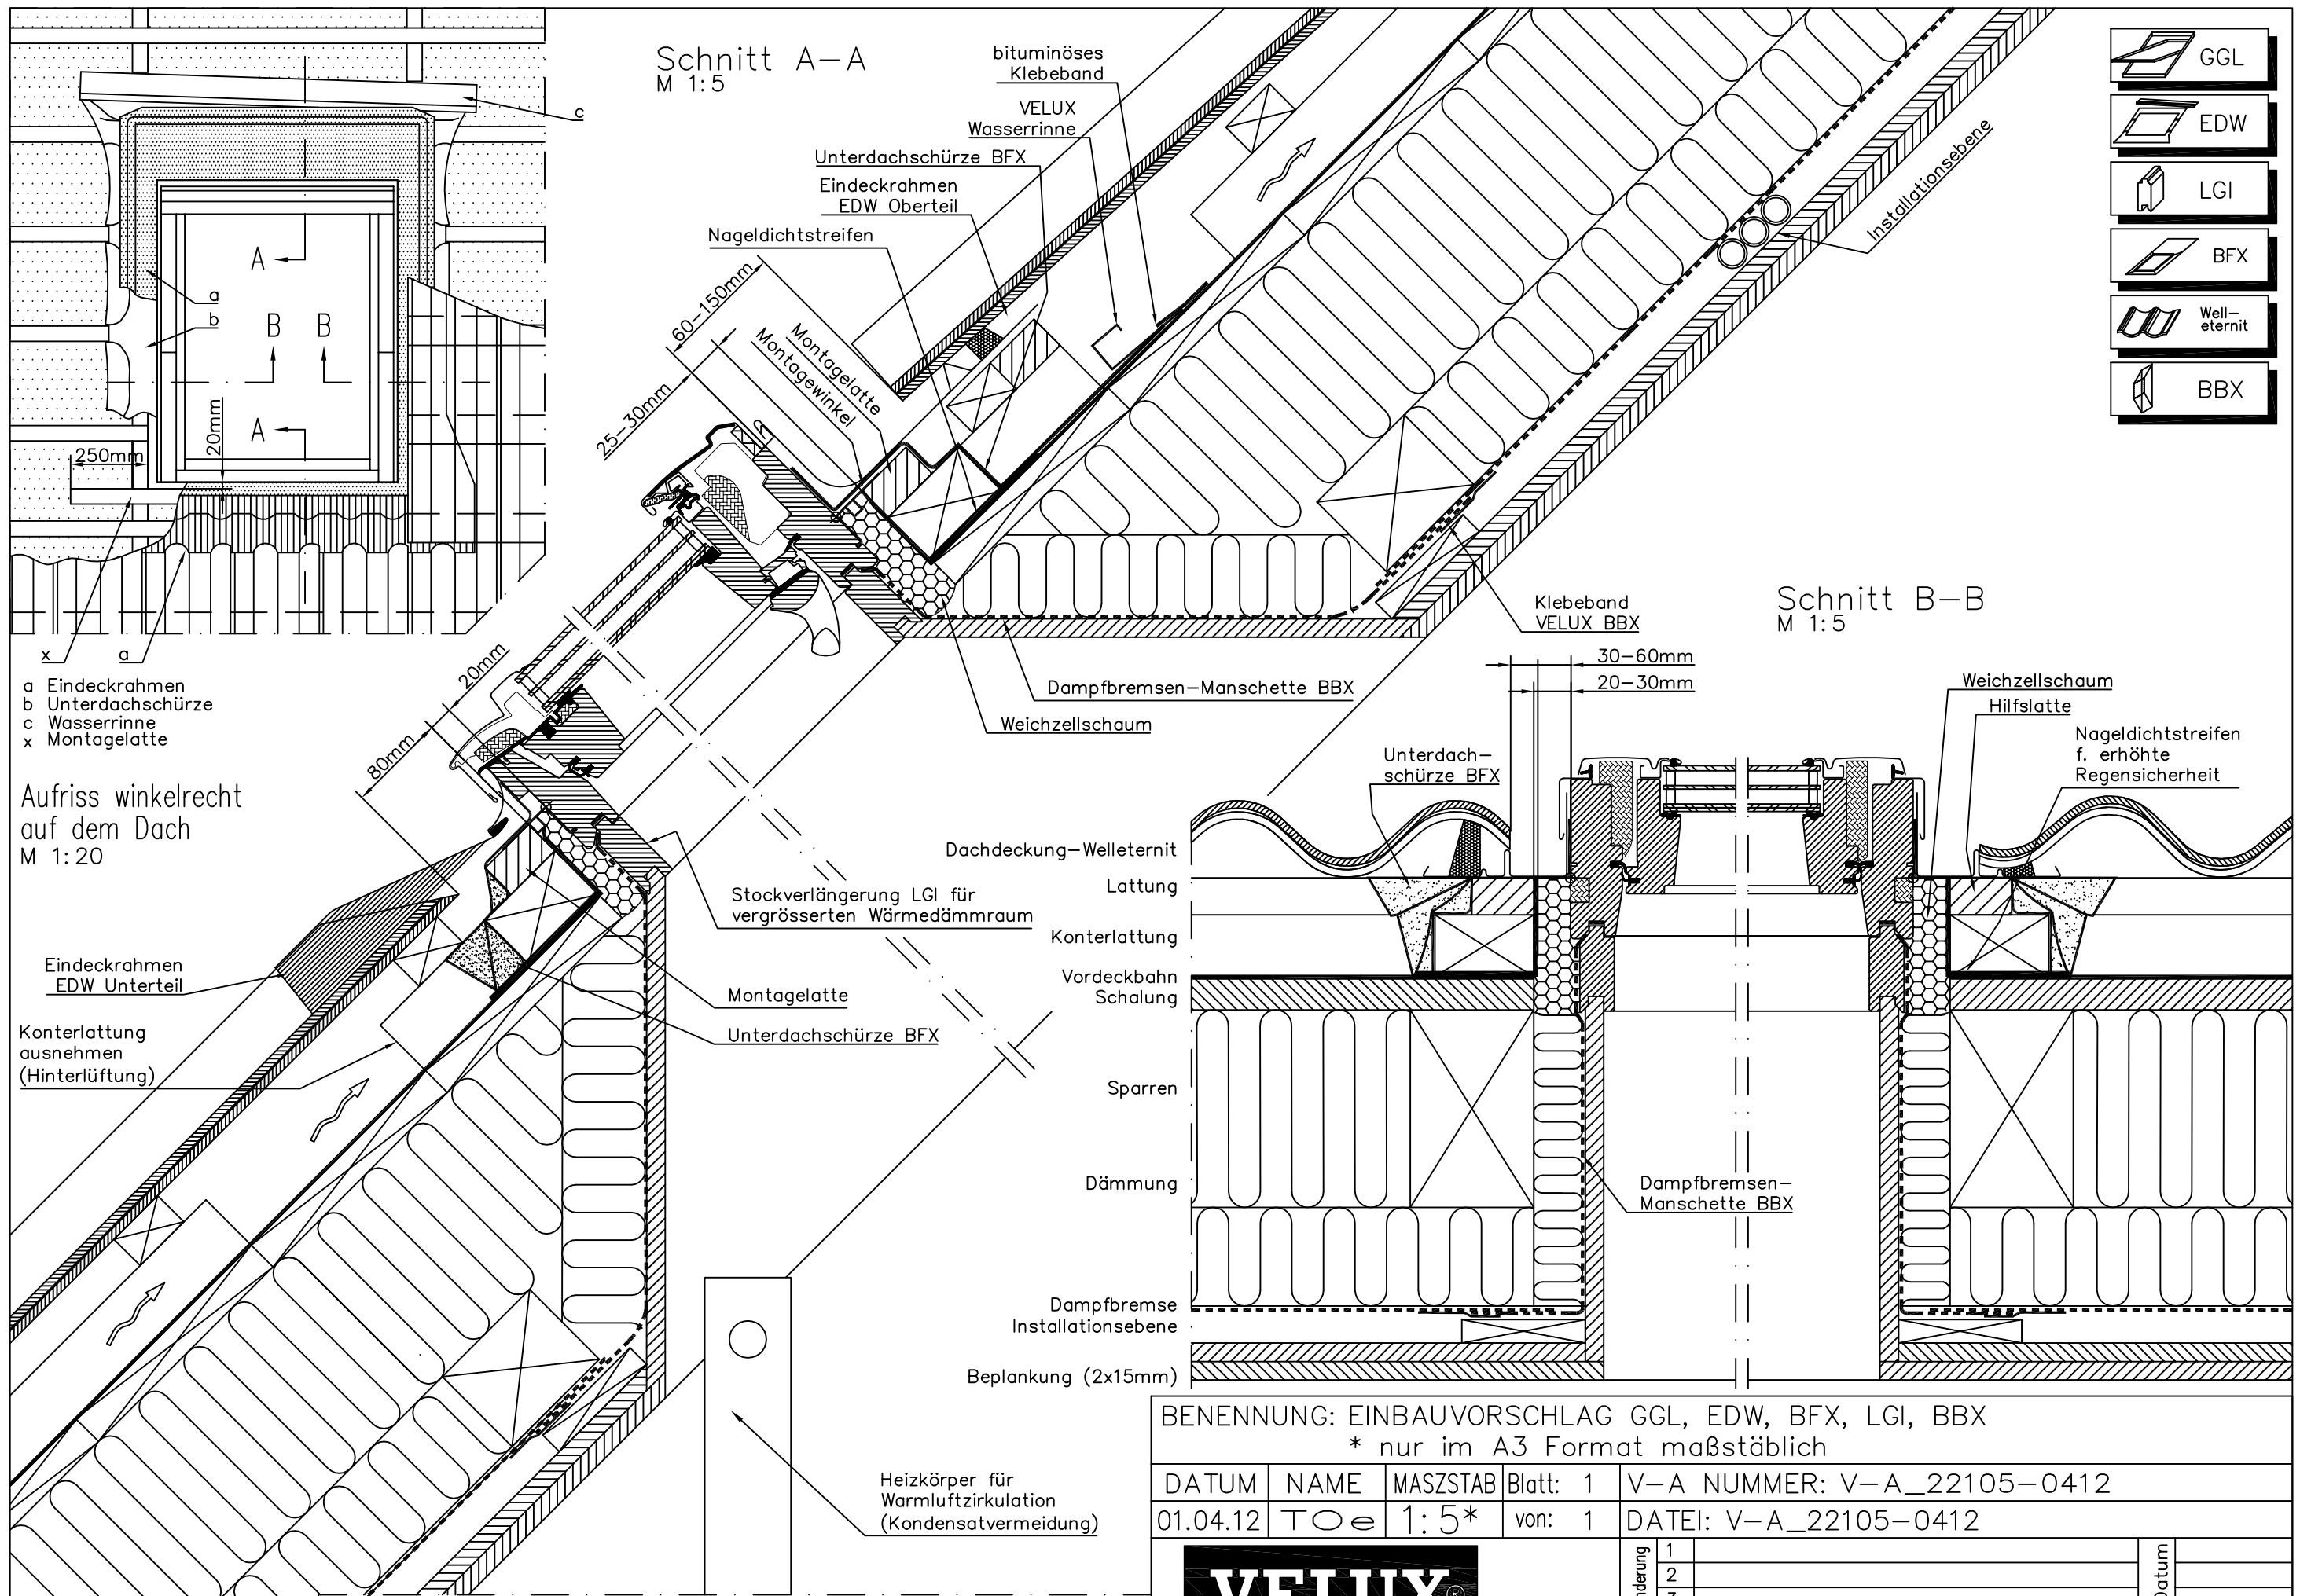 Schnitt A–A
M 1:5
bituminöses
Klebeband
VELUX
Wasserrinne
Unterdachschürze BFX
Eindeckrahmen
EDW Oberteil
Nageldichtstreifen
60–150mm
25–30mm
Montagelatte
Montagewinkel
Installationsebene
GGL
EDW
LGI
BFX
Well–
eternit
BBX
c
A
a
b
B B
A
20mm
250mm
x a
a Eindeckrahmen
b Unterdachschürze
c Wasserrinne
x Montagelatte
Aufriss winkelrecht
auf dem Dach
M 1:20
20mm
80mm
Klebeband
VELUX BBX
Dampfbremsen–Manschette BBX
Weichzellschaum
Stockverlängerung LGI für
vergrösserten Wärmedämmraum
Montagelatte
Unterdachschürze BFX
Eindeckrahmen
EDW Unterteil
Konterlattung
ausnehmen
(Hinterlüftung)
Heizkörper für
Warmluftzirkulation
(Kondensatvermeidung)
Schnitt B–B
M 1:5
30–60mm
20–30mm
Weichzellschaum
Hilfslatte
Nageldichtstreifen
f. erhöhte
Regensicherheit
Unterdach–
schürze BFX
Dachdeckung–Welleternit
Lattung
Konterlattung
Vordeckbahn
Schalung
Sparren
Dämmung
Dampfbremsen–
Manschette BBX
Dampfbremse
Installationsebene
Beplankung (2x15mm)
BENENNUNG: EINBAUVORSCHLAG GGL, EDW, BFX, LGI, BBX
* nur im A3 Format maßstäblich
DATUM NAME MASZSTAB Blatt: 1 V–A NUMMER: V–A_22105–0412
01.04.12 TOe 1:5* von: 1 DATEI: V–A_22105–0412
VELUX ®
1
2